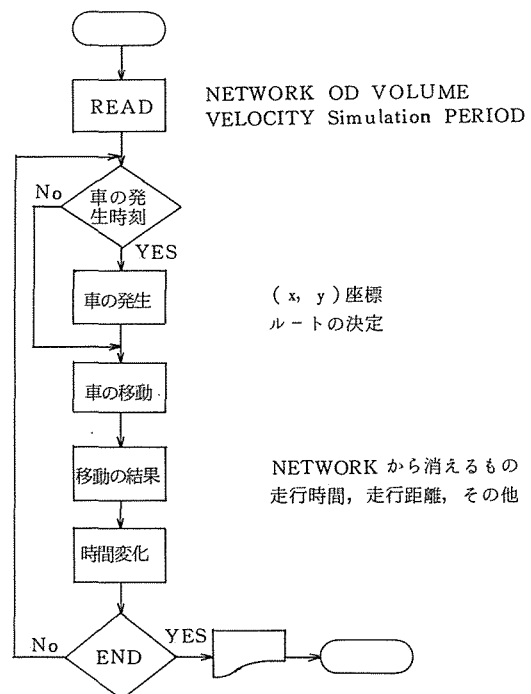 READ
NETWORK OD VOLUME
VELOCITY Simulation PERIOD
No
車の発
生時刻
YES
車の発生
(x, y)座標
ルートの決定
車の移動
移動の結果
NETWORK から消えるもの
走行時間, 走行距離, その他
時間変化
No
END
YES